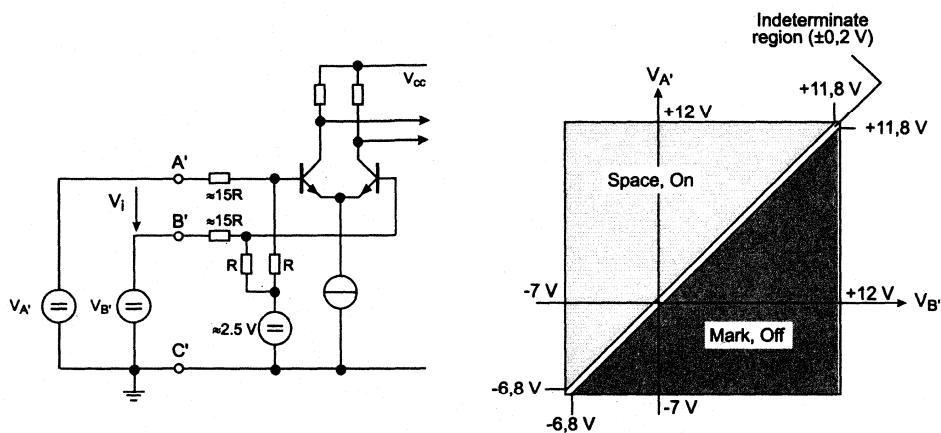 Indeterminate
region (±0,2 V)
V_A'
+11,8 V
+12 V
+11,8 V
Space, On
-7 V
+12 V
V_B'
Mark, Off
-6,8 V
-6,8 V
-7 V
V_cc
A'
≈15R
V_i
B'
≈15R
R
R
V_A'
V_B'
≈2.5 V
C'